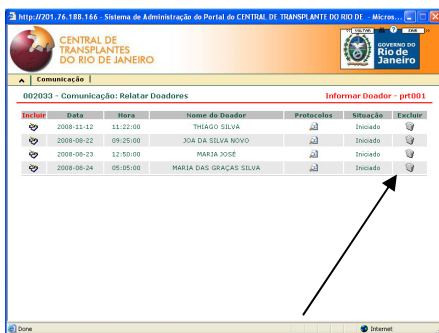 http://201.76.188.166 - Sistema de Administração do Portal do CENTRAL DE TRANSPLANTE DO RIO DE - Micros...
VOLTAR ? SAIR
CENTRAL DE
TRANSPLANTES
DO RIO DE JANEIRO
GOVERNO DO
Rio de
Janeiro
Comunicação |
002033 - Comunicação: Relatar Doadores Informar Doador - prt001
Incluir Data Hora Nome do Doador Protocolos Situação Excluir
2008-11-12 11:22:00 THIAGO SILVA Iniciado
2008-08-22 09:25:00 JOA DA SILVA NOVO Iniciado
2008-08-23 12:50:00 MARIA JOSÉ Iniciado
2008-08-24 05:05:00 MARIA DAS GRAÇAS SILVA Iniciado
Done Internet